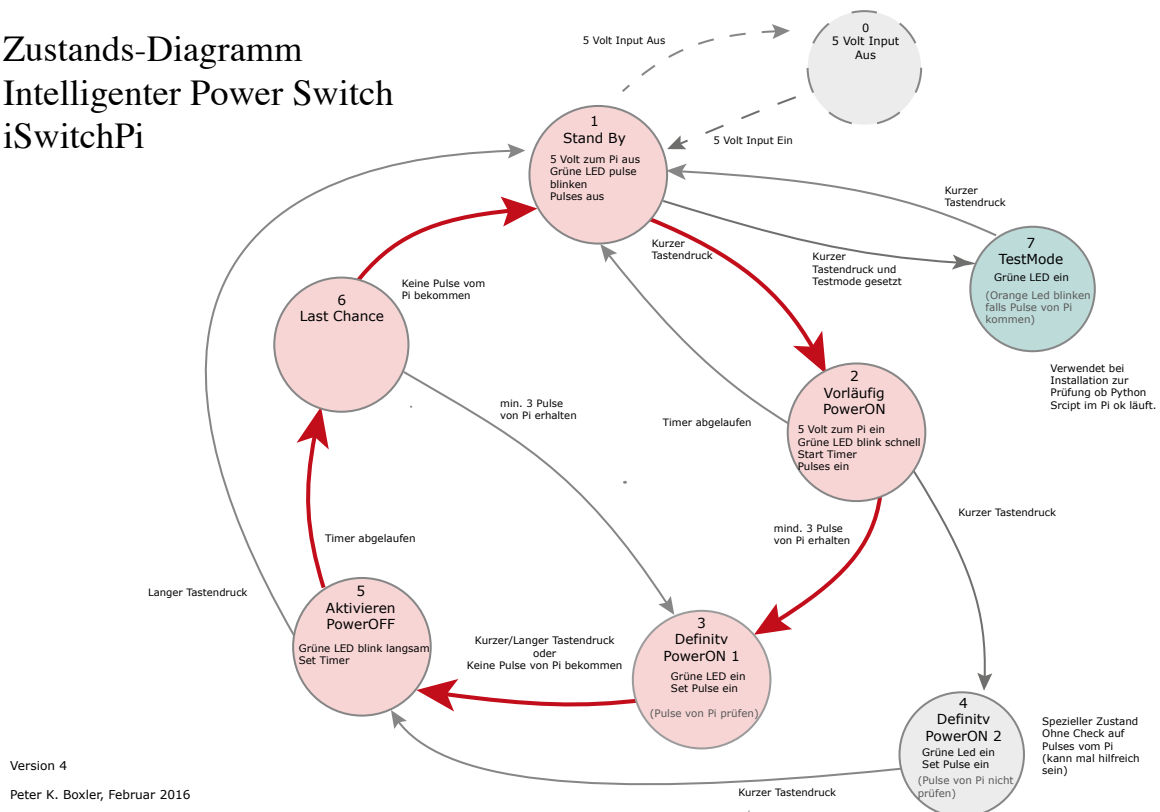 Zustands-Diagramm
Intelligenter Power Switch
iSwitchPi
5 Volt Input Aus
0
5 Volt Input
Aus
5 Volt Input Ein
1
Stand By
5 Volt zum Pi aus
Grüne LED pulse
blinken
Pulses aus
Kurzer
Tastendruck
7
TestMode
Grüne LED ein
(Orange Led blinken
falls Pulse von Pi
kommen)
Kurzer
Tastendruck
Kurzer
Tastendruck und
Testmode gesetzt
Verwendet bei
Installation zur
Prüfung ob Python
Srcipt im Pi ok läuft.
6
Last Chance
Keine Pulse vom
Pi bekommen
2
Vorläufig
PowerON
5 Volt zum Pi ein
Grüne LED blink schnell
Start Timer
Pulses ein
min. 3 Pulse
von Pi erhalten
Timer abgelaufen
mind. 3 Pulse
von Pi erhalten
Kurzer Tastendruck
Timer abgelaufen
Langer Tastendruck
5
Aktivieren
PowerOFF
Grüne LED blink langsam
Set Timer
Kurzer/Langer Tastendruck
oder
Keine Pulse von Pi bekommen
3
Definitv
PowerON 1
Grüne LED ein
Set Pulse ein
(Pulse von Pi prüfen)
4
Definitv
PowerON 2
Grüne Led ein
Set Pulse ein
(Pulse von Pi nicht
prüfen)
Spezieller Zustand
Ohne Check auf
Pulses vom Pi
(kann mal hilfreich
sein)
Kurzer Tastendruck
Version 4
Peter K. Boxler, Februar 2016